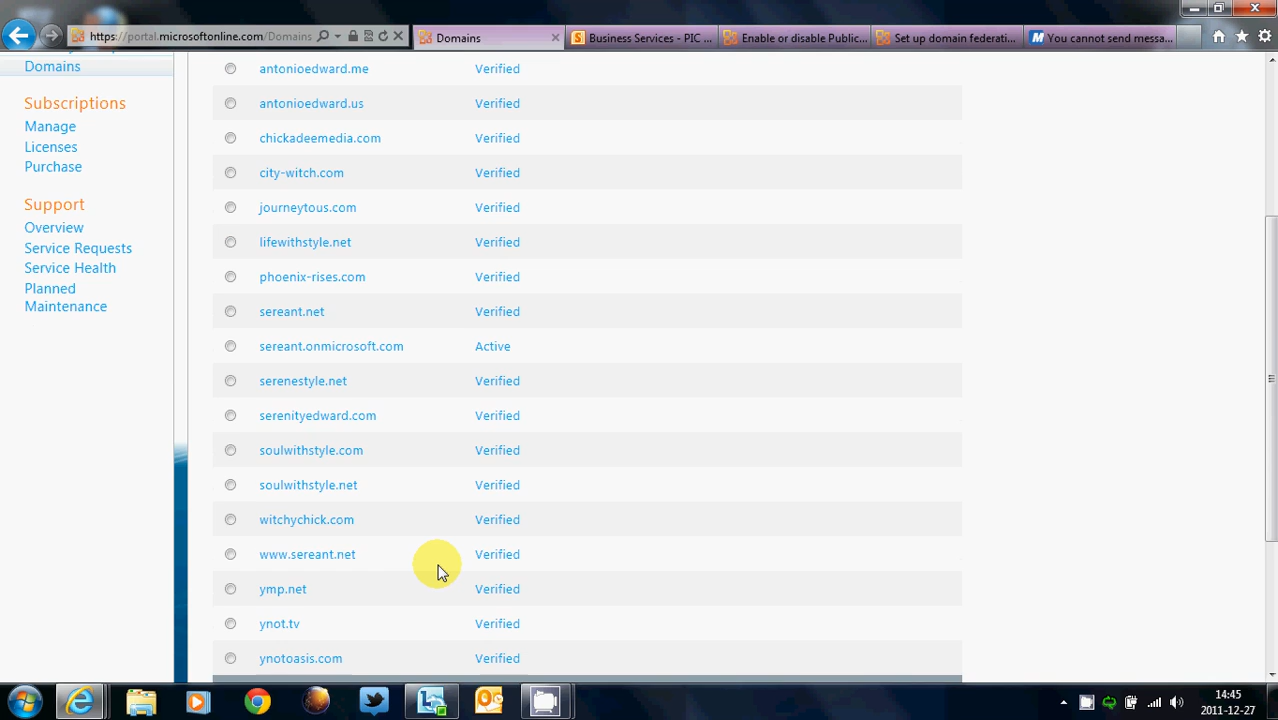 https://portal.microsoftonline.com/Domains
Domains
Business Services - PIC ...
Enable or disable Public...
Set up domain federati...
You cannot send messa...
Domains
Subscriptions
Manage
Licenses
Purchase
Support
Overview
Service Requests
Service Health
Planned
Maintenance
antonioedward.me Verified
antonioedward.us Verified
chickadeemedia.com Verified
city-witch.com Verified
journeytous.com Verified
lifewithstyle.net Verified
phoenix-rises.com Verified
sereant.net Verified
sereant.onmicrosoft.com Active
serenestyle.net Verified
serenityedward.com Verified
soulwithstyle.com Verified
soulwithstyle.net Verified
witchychick.com Verified
www.sereant.net Verified
ymp.net Verified
ynot.tv Verified
ynotoasis.com Verified
14:45
2011-12-27